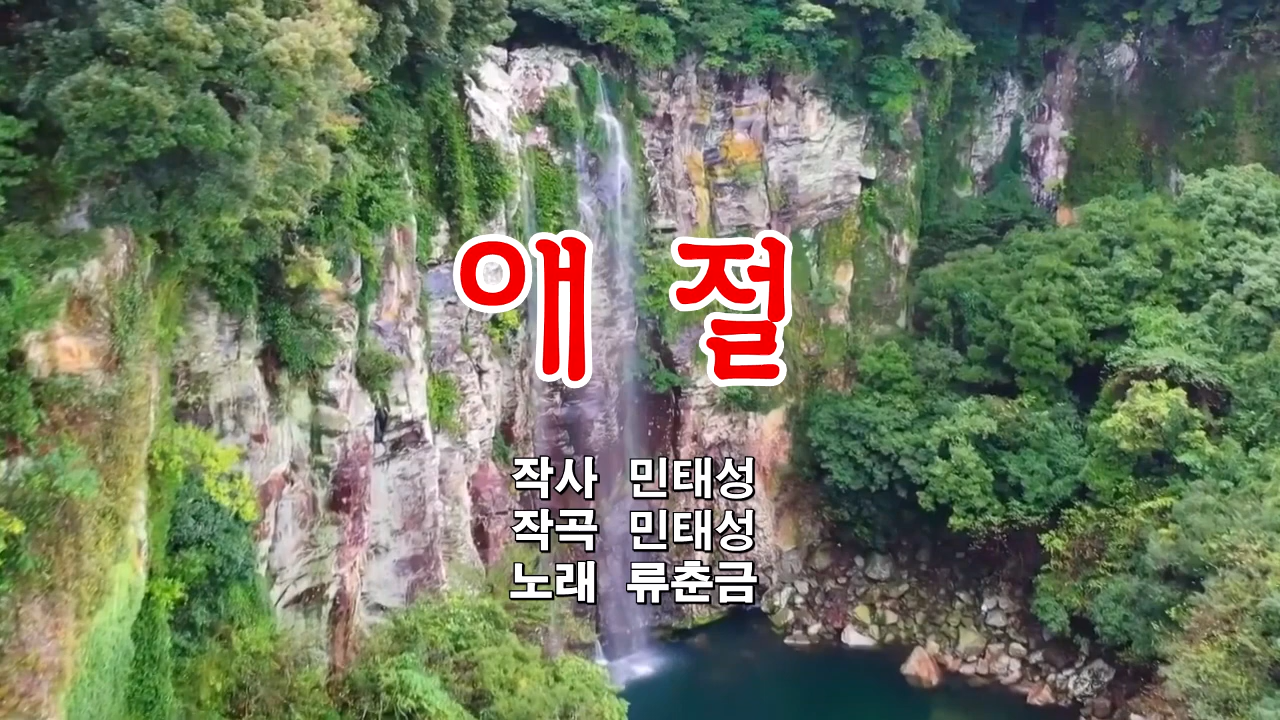 애 절
작사 민태성
작곡 민태성
노래 류춘금